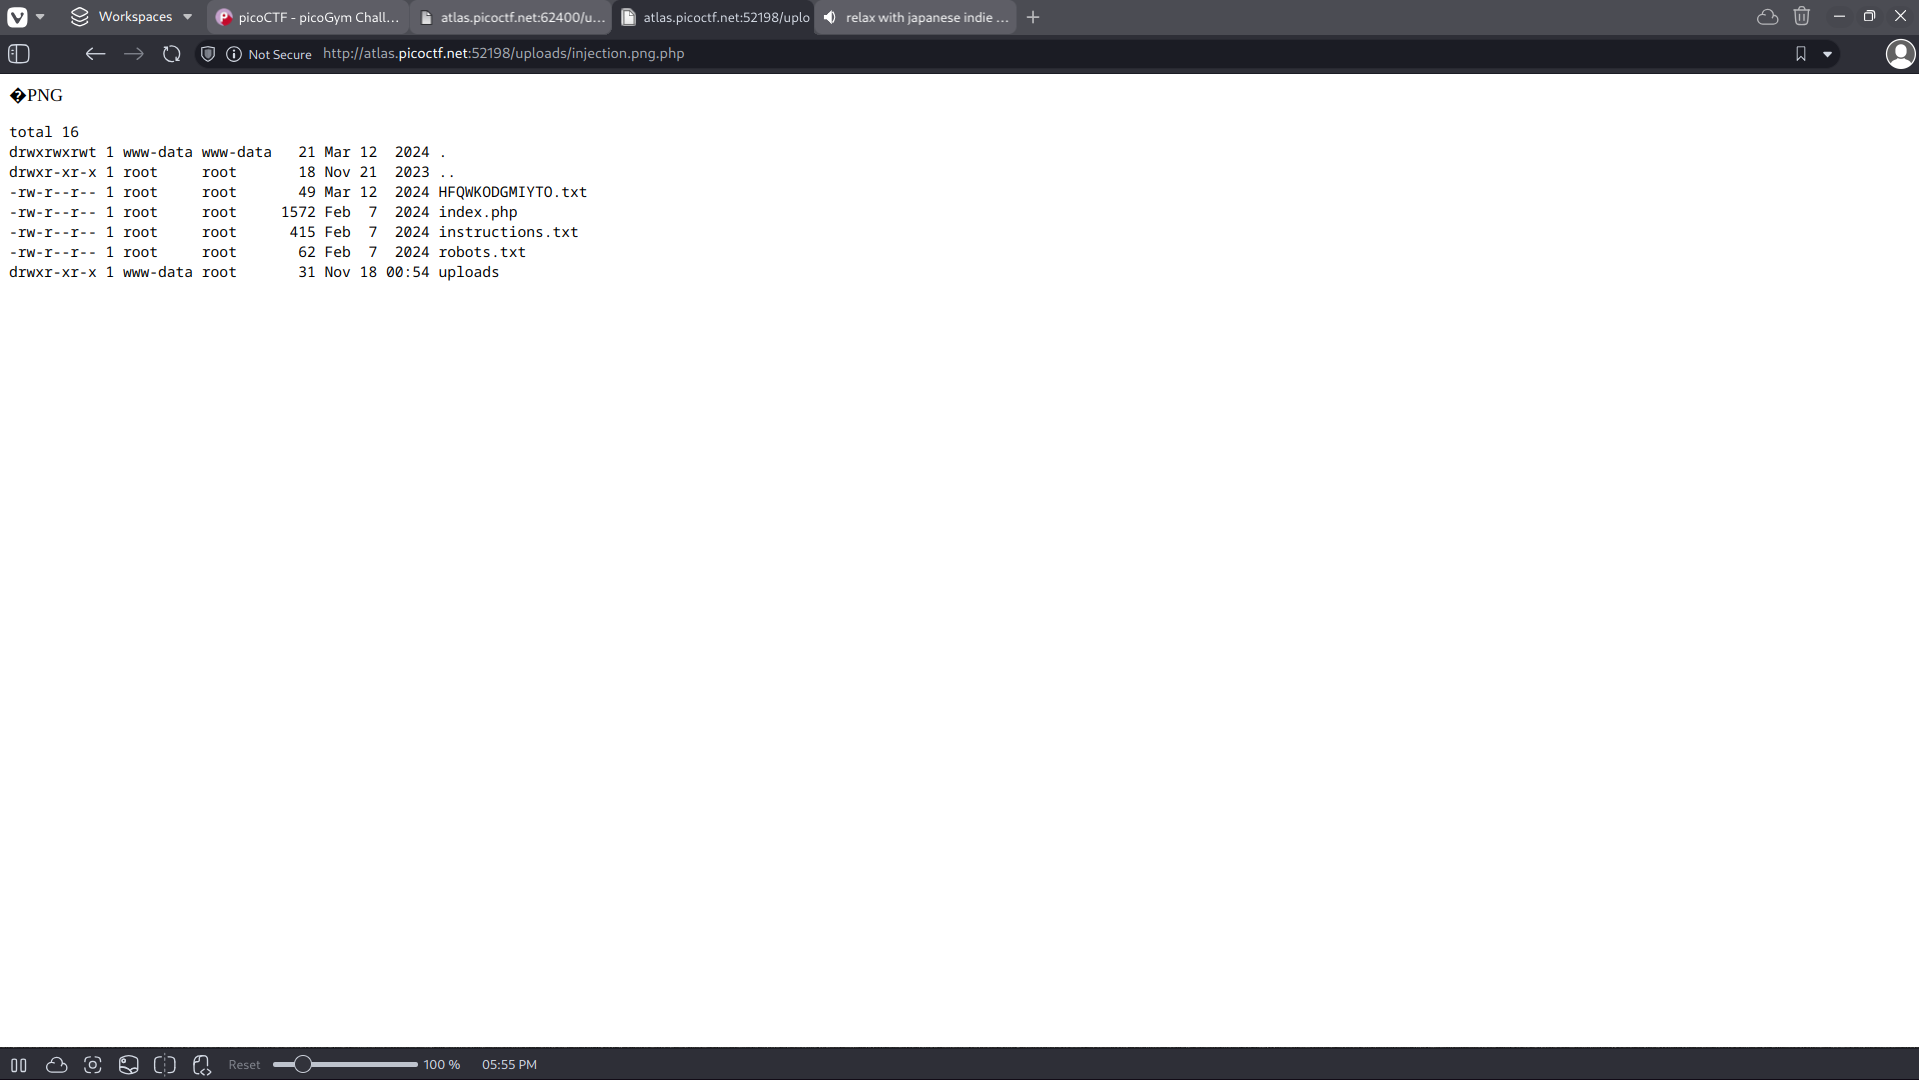 Workspaces picoCTF - picoGym Chall... atlas.picoctf.net:62400/u... atlas.picoctf.net:52198/uplo relax with japanese indie ...
Not Secure http://atlas.picoctf.net:52198/uploads/injection.png.php
�PNG
total 16
drwxrwxrwt 1 www-data www-data   21 Mar 12  2024 .
drwxr-xr-x 1 root     root       18 Nov 21  2023 ..
-rw-r--r-- 1 root     root       49 Mar 12  2024 HFQWKODGMIYTO.txt
-rw-r--r-- 1 root     root     1572 Feb  7  2024 index.php
-rw-r--r-- 1 root     root      415 Feb  7  2024 instructions.txt
-rw-r--r-- 1 root     root       62 Feb  7  2024 robots.txt
drwxr-xr-x 1 www-data root       31 Nov 18 00:54 uploads
Reset 100 % 05:55 PM